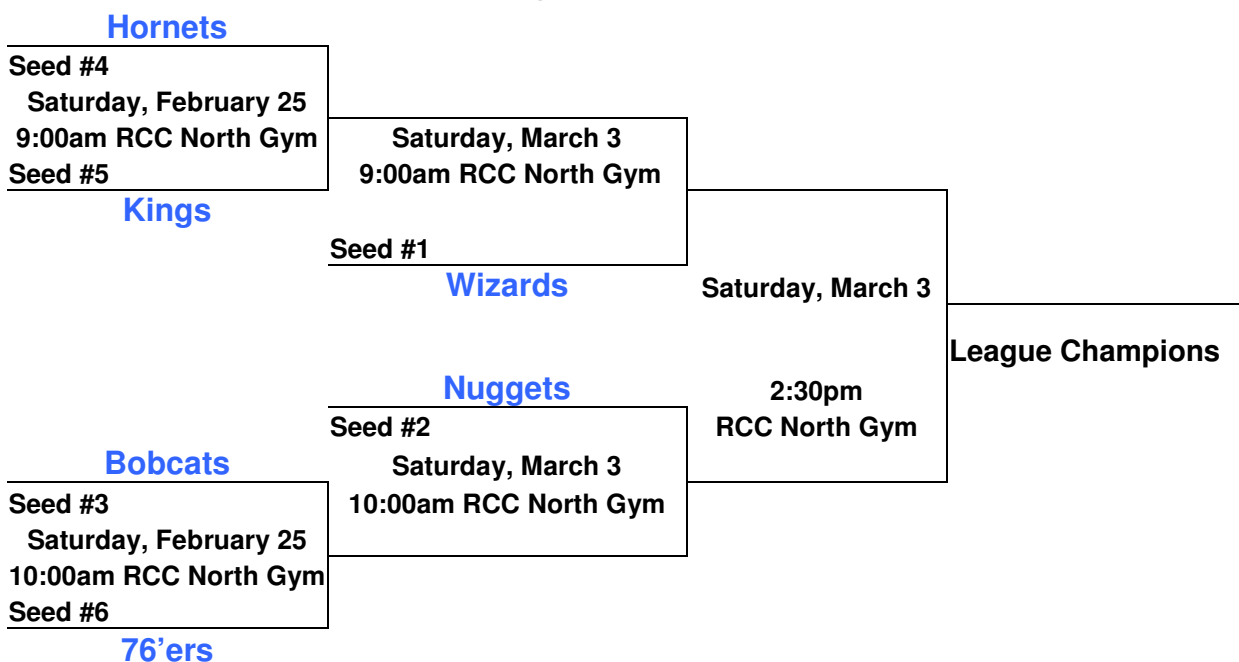 Hornets
Seed #4
Saturday, February 25
9:00am RCC North Gym
Seed #5
Kings
Saturday, March 3
9:00am RCC North Gym
Seed #1
Wizards
Saturday, March 3
2:30pm
RCC North Gym
League Champions
Nuggets
Seed #2
Saturday, March 3
10:00am RCC North Gym
Bobcats
Seed #3
Saturday, February 25
10:00am RCC North Gym
Seed #6
76’ers